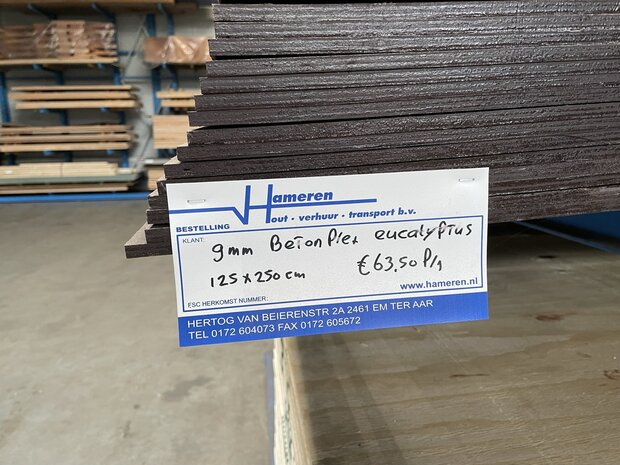 Hameren
Hout - verhuur - transport b.v.
BESTELLING
KLANT:
9mm BetonPlex eucalyptus
125 x 250 cm €63,50 P/q
www.hameren.nl
FSC HERKOMST NUMMER:
HERTOG VAN BEIERENSTR 2A 2461 EM TER AAR
TEL 0172 604073 FAX 0172 605672